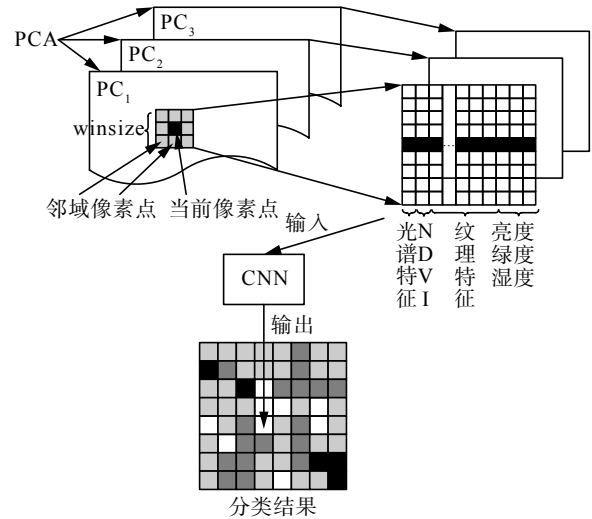 PCA
PC3
PC2
PC1
winsize
邻域像素点 当前像素点
输入
光谱特征
NDVI
纹理特征
亮度
绿度
湿度
CNN
输出
分类结果